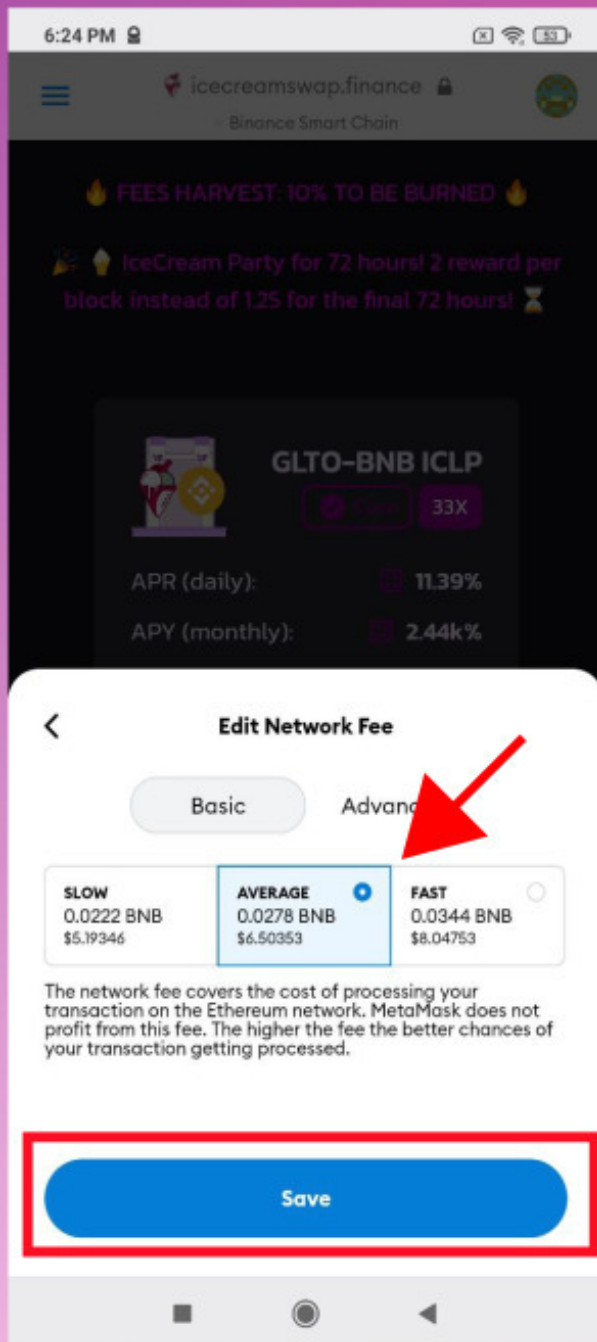 6:24 PM
53
icecreamswap.finance
Binance Smart Chain
🔥 FEES HARVEST: 10% TO BE BURNED 🔥
🎉 🍦 IceCream Party for 72 hours! 2 reward per
block instead of 1.25 for the final 72 hours! ⏳
GLTO-BNB ICLP
33X
APR (daily): 11.39%
APY (monthly): 2.44k%
Edit Network Fee
Basic
SLOW
0.0222 BNB
$5.19346
AVERAGE
0.0278 BNB
$6.50353
FAST
0.0344 BNB
$8.04753
The network fee covers the cost of processing your
transaction on the Ethereum network. MetaMask does not
profit from this fee. The higher the fee the better chances of
your transaction getting processed.
Save